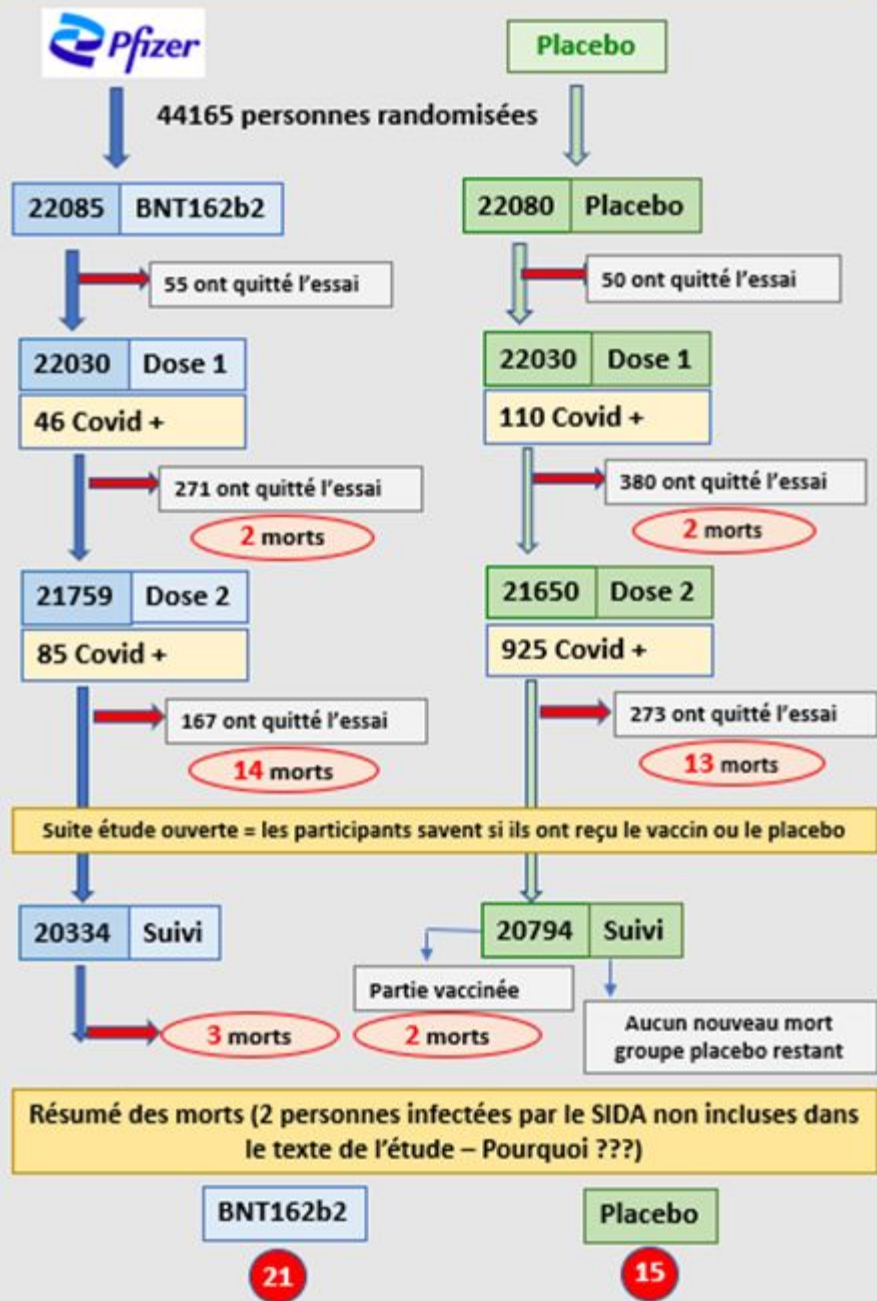 Pfizer
Placebo
44165 personnes randomisées
22085 BNT162b2
22080 Placebo
55 ont quitté l'essai
50 ont quitté l'essai
22030 Dose 1
22030 Dose 1
46 Covid +
110 Covid +
271 ont quitté l'essai
380 ont quitté l'essai
2 morts
2 morts
21759 Dose 2
21650 Dose 2
85 Covid +
925 Covid +
167 ont quitté l'essai
273 ont quitté l'essai
14 morts
13 morts
Suite étude ouverte = les participants savent si ils ont reçu le vaccin ou le placebo
20334 Suivi
20794 Suivi
Partie vaccinée
3 morts
2 morts
Aucun nouveau mort
groupe placebo restant
Résumé des morts (2 personnes infectées par le SIDA non incluses dans
le texte de l'étude – Pourquoi ???)
BNT162b2
Placebo
21
15